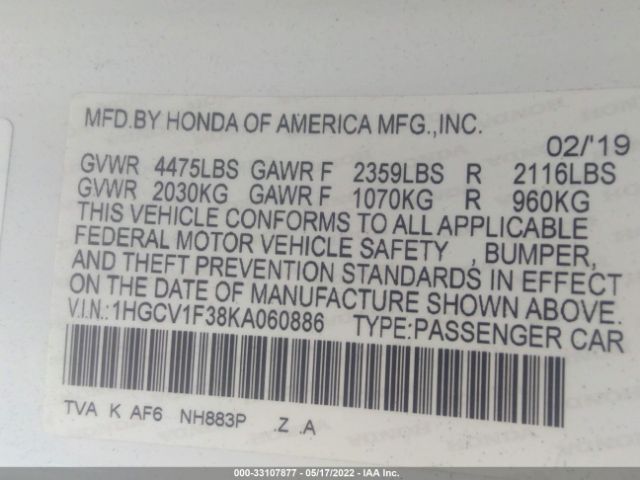 MFD.BY HONDA OF AMERICA MFG.,INC.
02/'19
GVWR 4475LBS GAWR F 2359LBS R 2116LBS
GVWR 2030KG GAWR F 1070KG R 960KG
THIS VEHICLE CONFORMS TO ALL APPLICABLE
FEDERAL MOTOR VEHICLE SAFETY , BUMPER,
AND THEFT PREVENTION STANDARDS IN EFFECT
ON THE DATE OF MANUFACTURE SHOWN ABOVE.
V.I.N.:1HGCV1F38KA060886 TYPE:PASSENGER CAR
TVA K AF6 NH883P .Z .A
000-33107877 - 05/17/2022 - IAA Inc.